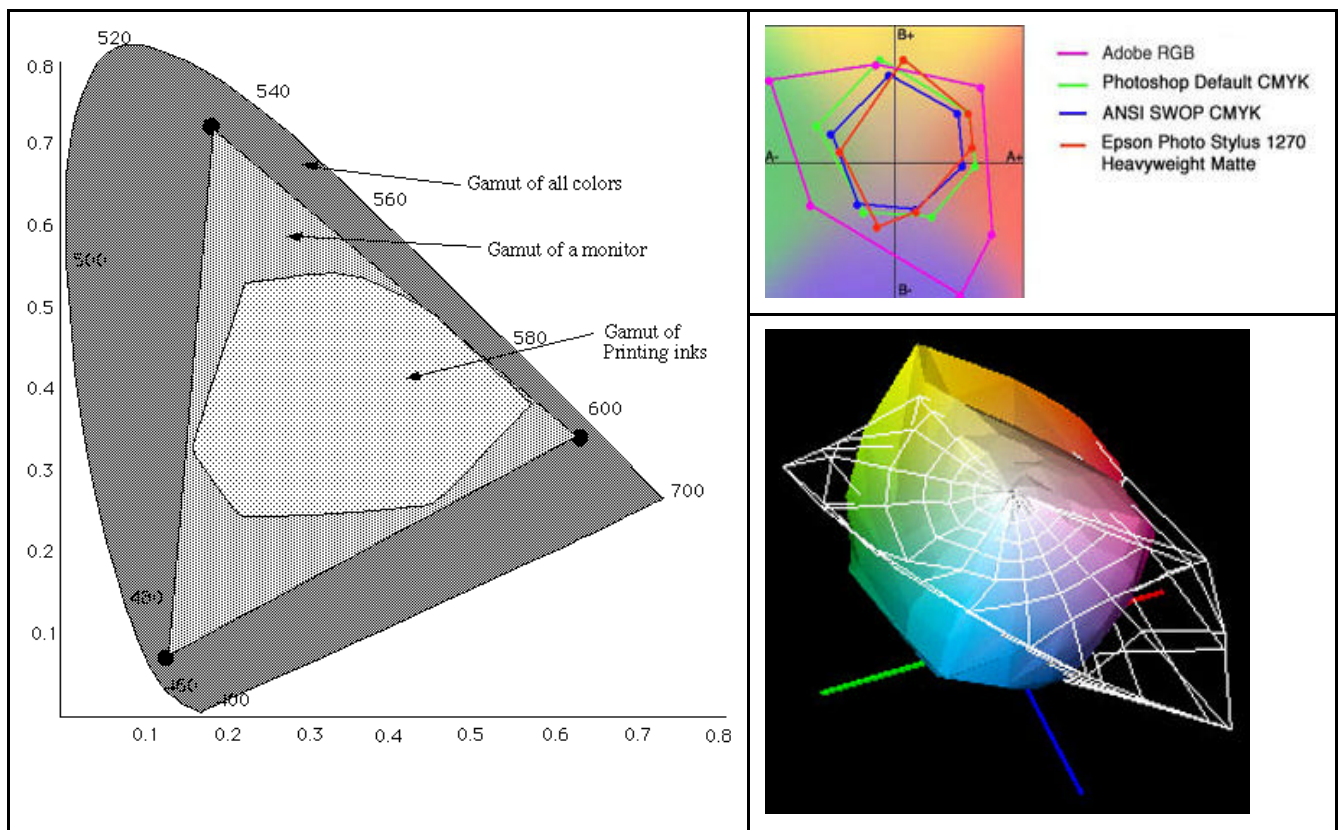 520
0.8
540
0.7
Gamut of all colors
560
0.6
Gamut of a monitor
500
0.5
580
Gamut of
Printing inks
0.4
600
0.3
700
0.2
480
0.1
460
400
0.1 0.2 0.3 0.4 0.5 0.6 0.7 0.8
B+
A-
A+
B-
Adobe RGB
Photoshop Default CMYK
ANSI SWOP CMYK
Epson Photo Stylus 1270
Heavyweight Matte